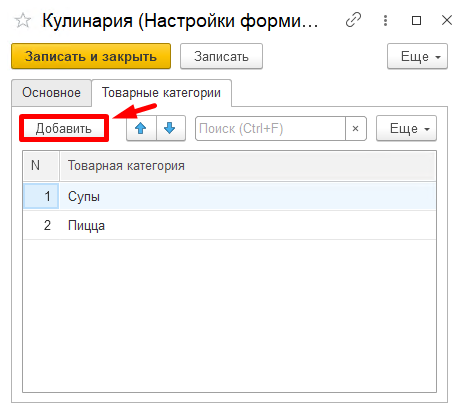 Кулинария (Настройки форми...
Записать и закрыть
Записать
Еще
Основное
Товарные категории
Добавить
Поиск (Ctrl+F)
×
Еще
N Товарная категория
1 Супы
2 Пицца